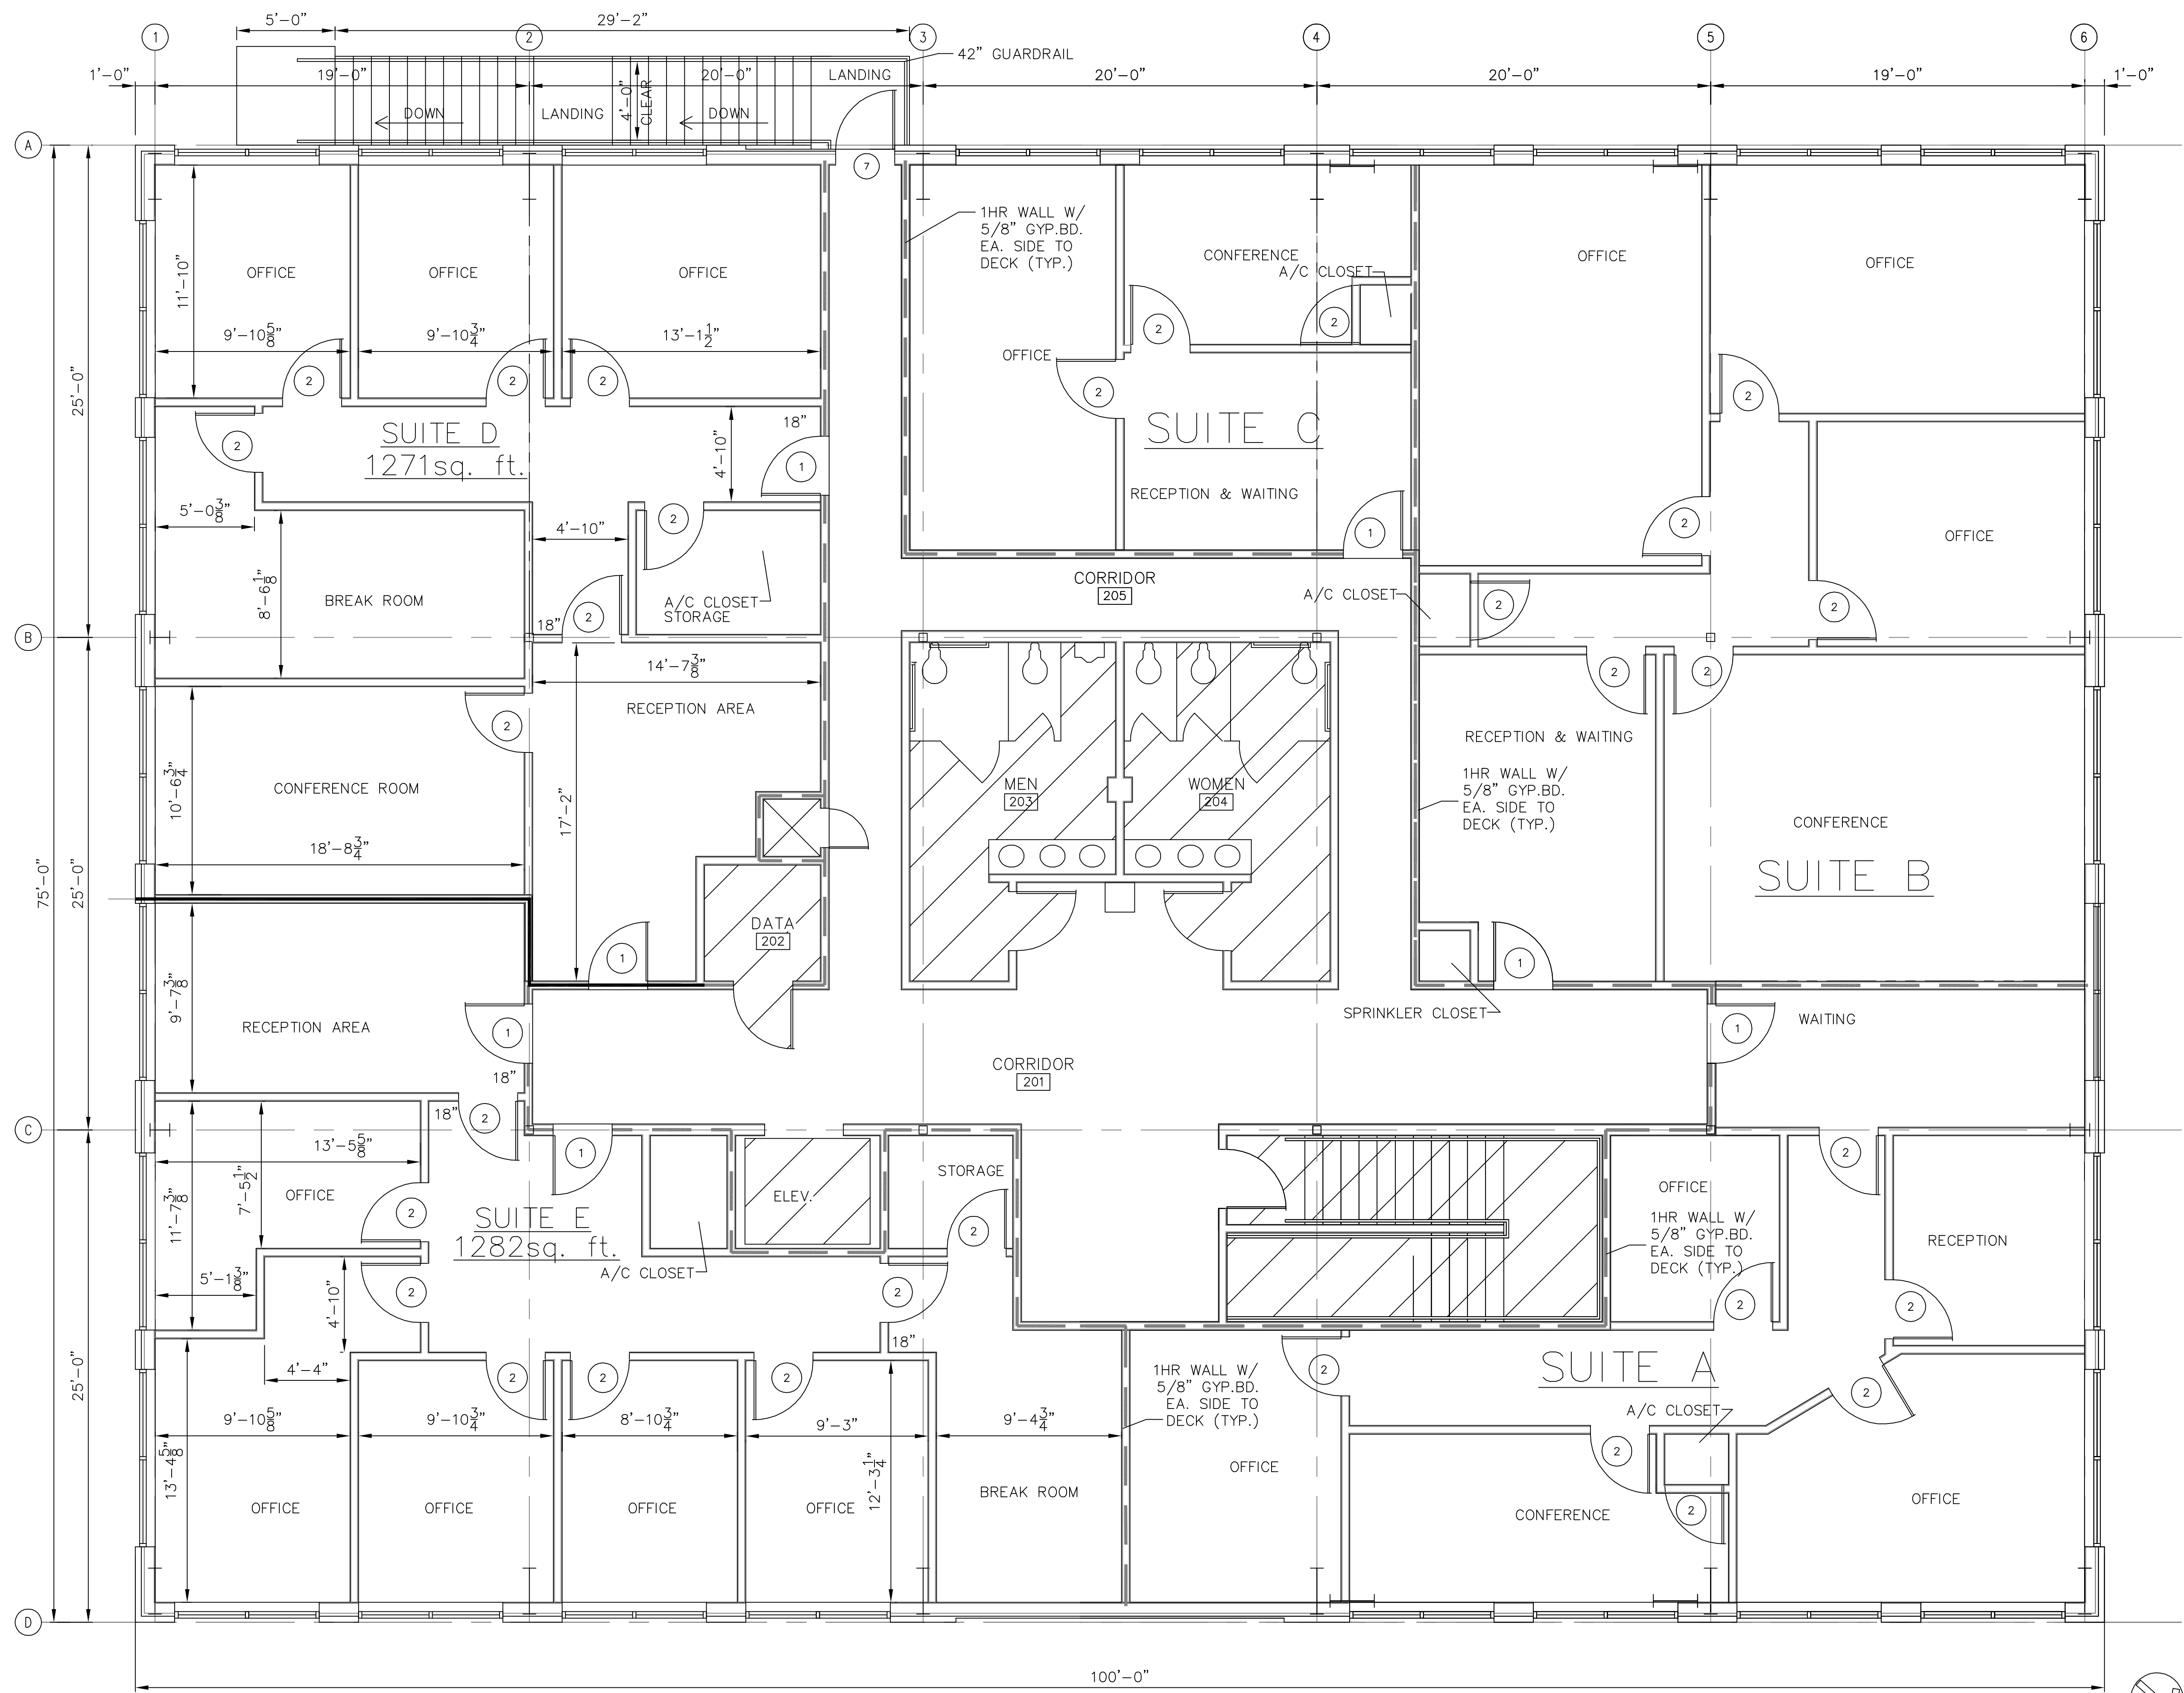 5'-0"
29'-2"
1
2
3
4
5
6
42" GUARDRAIL
1'-0"
19'-0"
20'-0"
LANDING
20'-0"
20'-0"
19'-0"
1'-0"
DOWN
LANDING
4'-0"
CLEAR
DOWN
A
7
1HR WALL W/
5/8" GYP.BD.
EA. SIDE TO
DECK (TYP.)
11'-10"
OFFICE
OFFICE
OFFICE
CONFERENCE
A/C CLOSET
OFFICE
OFFICE
9'-10 5/8"
9'-10 3/4"
13'-1 1/2"
2
2
OFFICE
25'-0"
2
2
2
2
2
SUITE D
1271sq. ft.
2
4'-10"
18"
1
SUITE C
5'-0 3/8"
2
4'-10"
RECEPTION & WAITING
1
2
OFFICE
8'-6 1/8"
BREAK ROOM
A/C CLOSET
STORAGE
18"
2
CORRIDOR
205
A/C CLOSET
2
2
B
14'-7 3/8"
2
2
RECEPTION AREA
2
RECEPTION & WAITING
10'-6 3/4"
CONFERENCE ROOM
17'-2"
MEN
203
WOMEN
204
1HR WALL W/
5/8" GYP.BD.
EA. SIDE TO
DECK (TYP.)
CONFERENCE
18'-8 3/4"
75'-0"
25'-0"
SUITE B
DATA
202
1
1
9'-7 3/8"
RECEPTION AREA
1
SPRINKLER CLOSET
1
WAITING
CORRIDOR
201
18"
18"
2
C
13'-5 5/8"
1
2
11'-7 3/8"
7'-5 1/2"
OFFICE
2
SUITE E
1282sq. ft.
ELEV.
STORAGE
2
OFFICE
1HR WALL W/
5/8" GYP.BD.
EA. SIDE TO
DECK (TYP.)
RECEPTION
5'-1 3/8"
4'-10"
2
A/C CLOSET
2
2
2
18"
25'-0"
4'-4"
2
2
2
1HR WALL W/
5/8" GYP.BD.
EA. SIDE TO
DECK (TYP.)
2
SUITE A
2
A/C CLOSET
9'-10 5/8"
9'-10 3/4"
8'-10 3/4"
9'-3"
9'-4 3/4"
2
13'-4 5/8"
12'-3 1/4"
OFFICE
BREAK ROOM
OFFICE
OFFICE
OFFICE
OFFICE
OFFICE
CONFERENCE
2
OFFICE
D
100'-0"